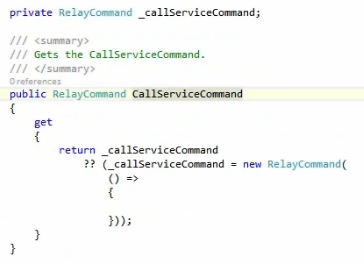 private RelayCommand _callServiceCommand;
/// <summary>
/// Gets the CallServiceCommand.
/// </summary>
0 references
public RelayCommand CallServiceCommand
{
get
{
return _callServiceCommand
?? (_callServiceCommand = new RelayCommand(
() =>
{
}));
}
}